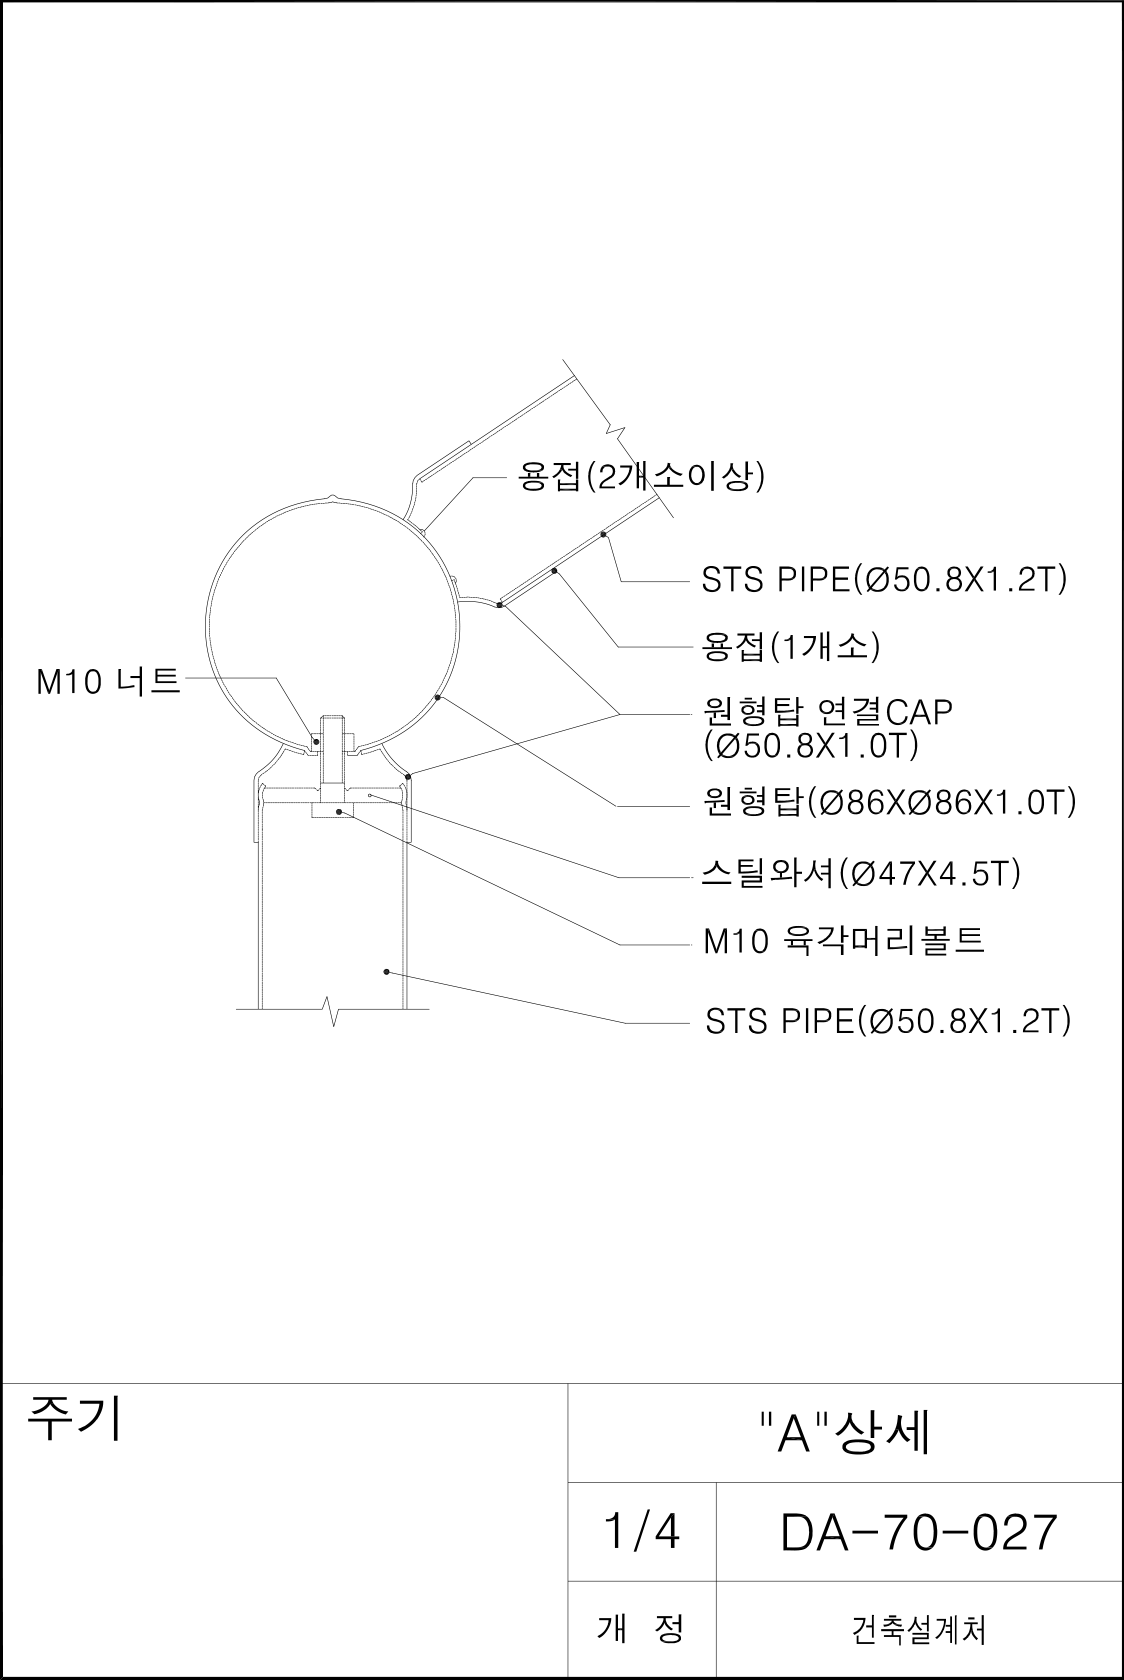 용접(2개소이상)
STS PIPE(Ø50.8X1.2T)
용접(1개소)
M10 너트
원형탑 연결CAP
(Ø50.8X1.0T)
원형탑(Ø86XØ86X1.0T)
스틸와셔(Ø47X4.5T)
M10 육각머리볼트
STS PIPE(Ø50.8X1.2T)
주기
"A"상세
1/4
DA-70-027
개 정
건축설계처